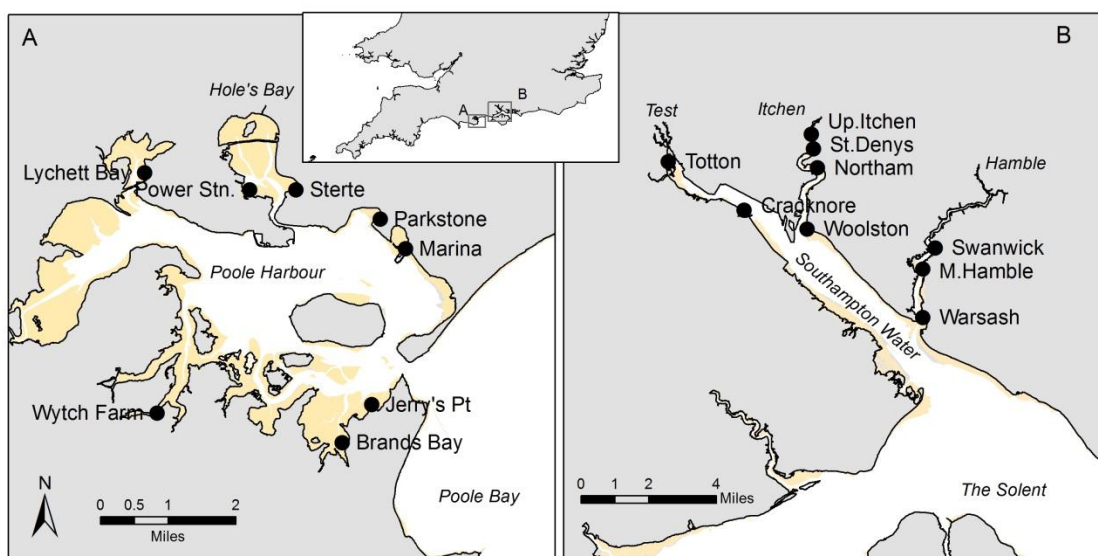 A
Hole's Bay
Lychett Bay
Power Stn.
Sterte
Parkstone
Marina
Poole Harbour
Wytch Farm
Jerry's Pt
Brands Bay
Poole Bay
N
0 0.5 1 2
Miles
A
B
B
Test
Itchen
Hamble
Up.Itchen
St.Denys
Northam
Totton
Cracknore
Woolston
Swanwick
M.Hamble
Warsash
Southampton Water
0 1 2 4
Miles
The Solent